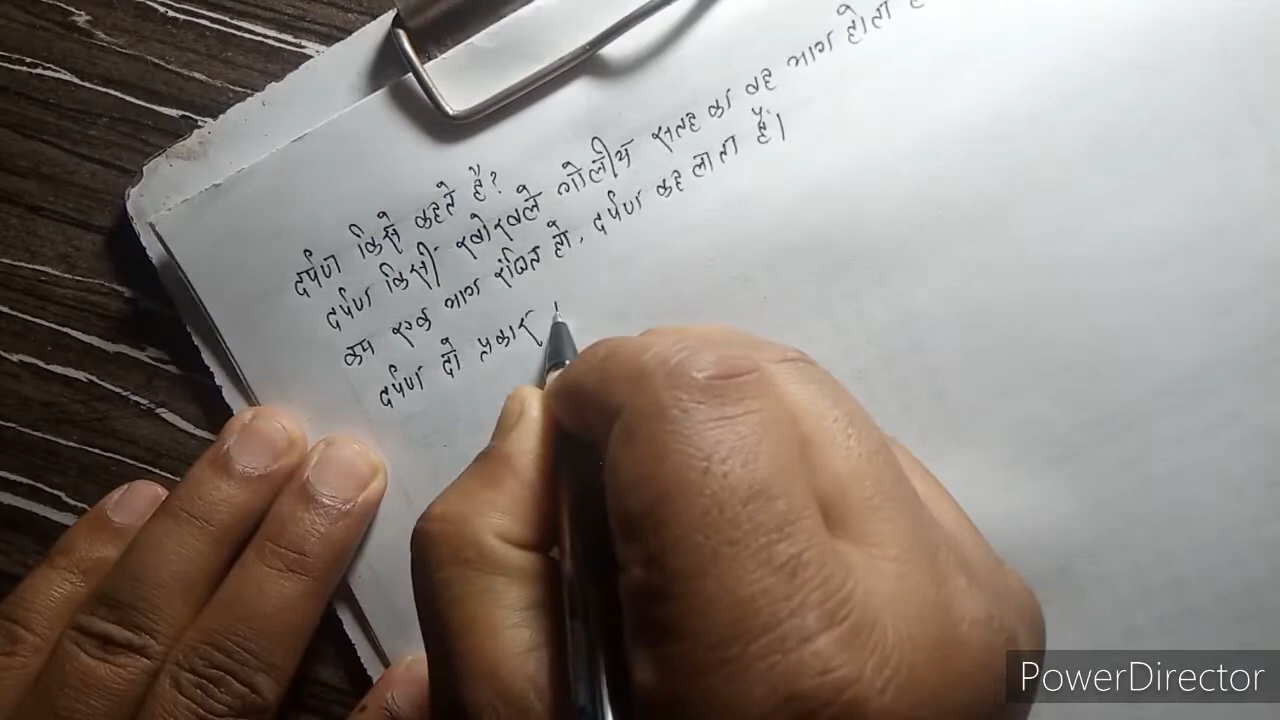 दर्पण किसे कहते हैं?
दर्पण किसी खोखले गोलीय सतह का वह भाग होता
कम एक भाग रंजित हो, दर्पण कहलाता हैं।
दर्पण दो प्रकार
PowerDirector